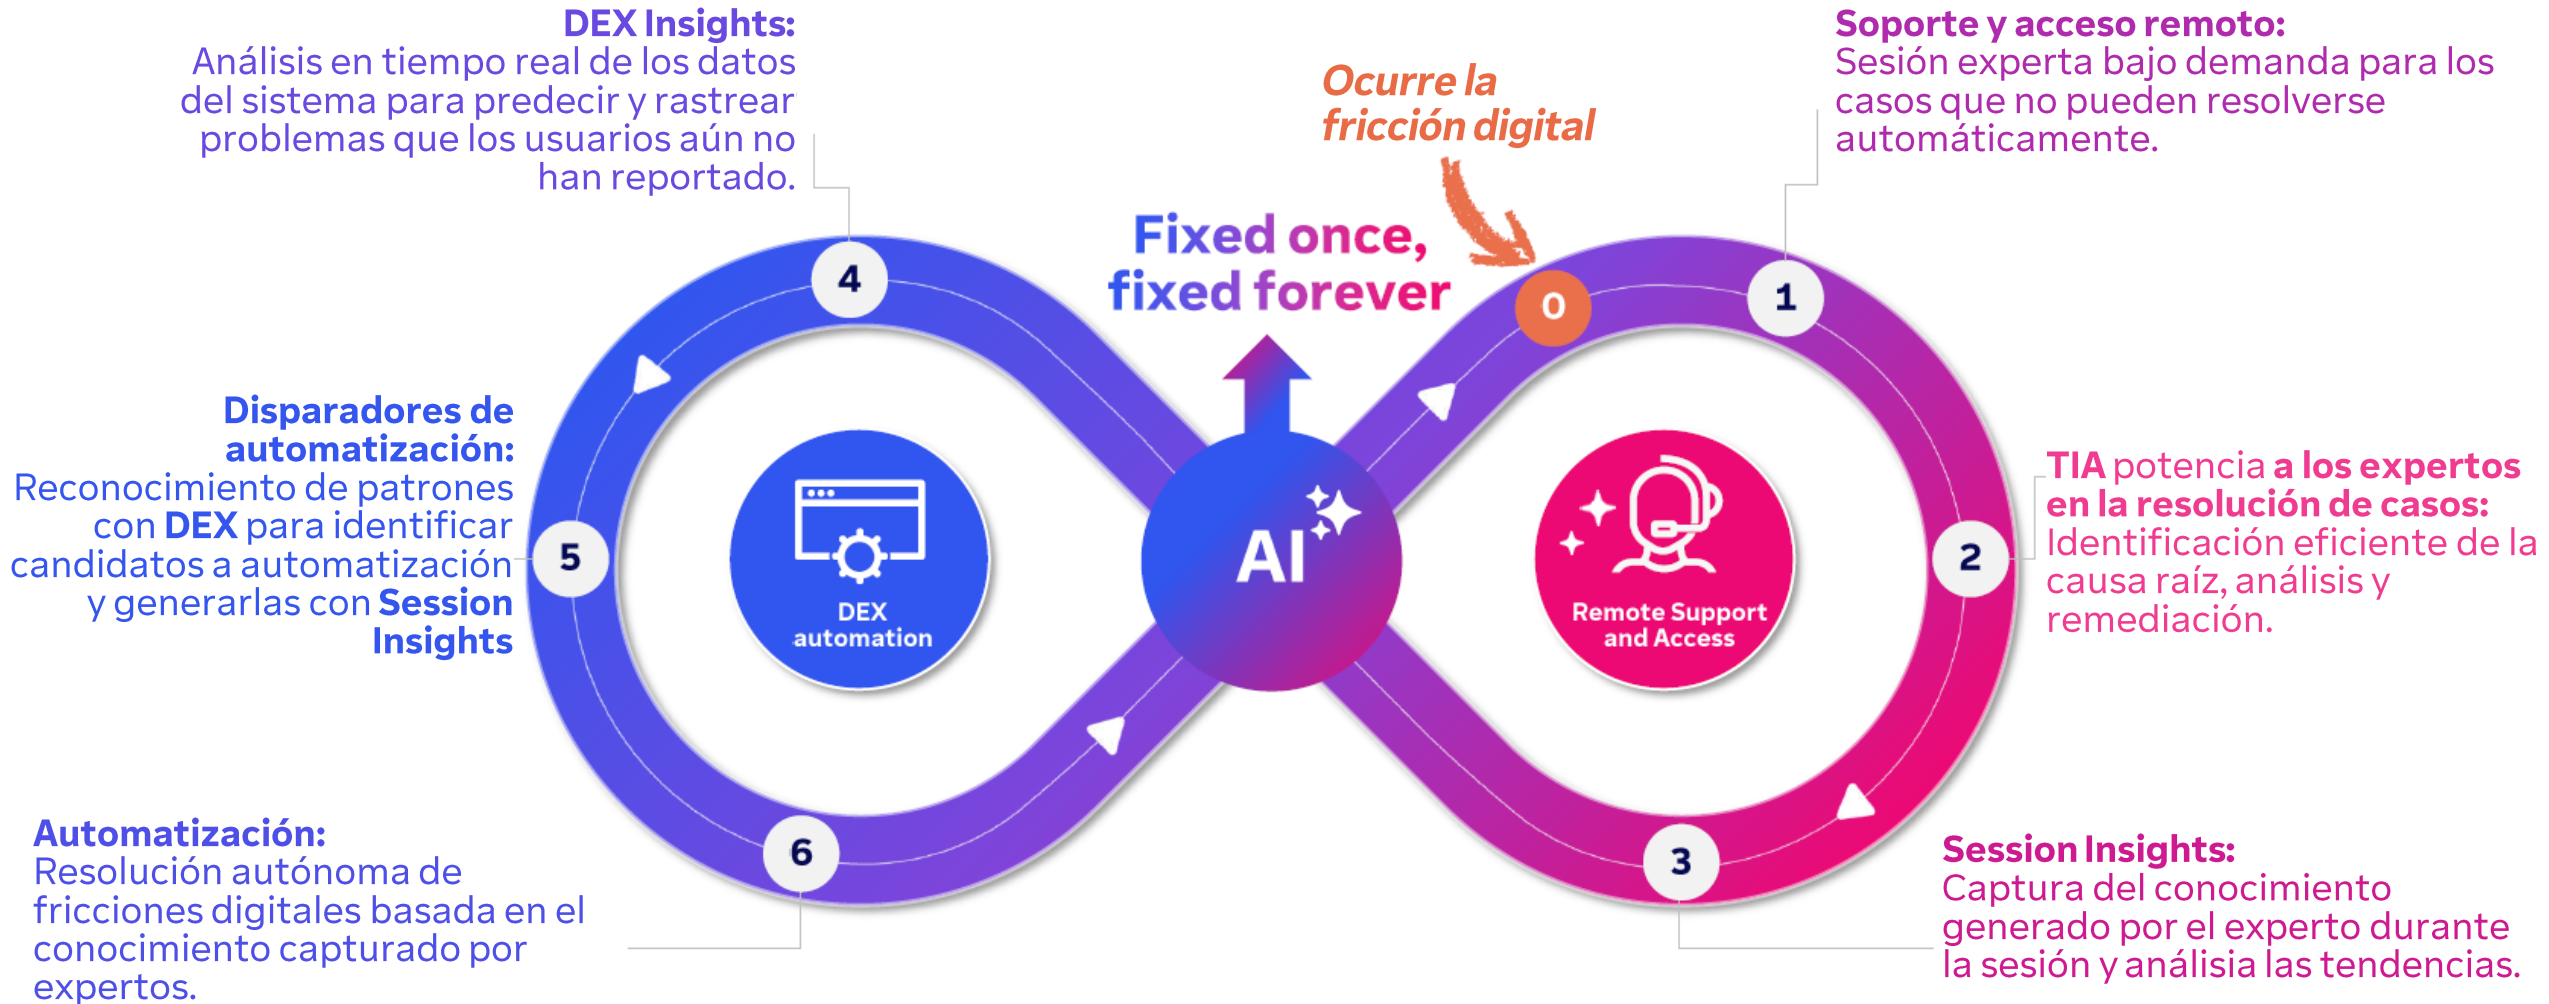 DEX Insights:
Análisis en tiempo real de los datos
del sistema para predecir y rastrear
problemas que los usuarios aún no
han reportado.
Ocurre la
fricción digital
Soporte y acceso remoto:
Sesión experta bajo demanda para los
casos que no pueden resolverse
automáticamente.
Fixed once,
fixed forever
4
0
1
Disparadores de
automatización:
Reconocimiento de patrones
con DEX para identificar
candidatos a automatización
y generarlas con Session
Insights
5
DEX
automation
AI
Remote Support
and Access
2
TIA potencia a los expertos
en la resolución de casos:
Identificación eficiente de la
causa raíz, análisis y
remediación.
Automatización:
Resolución autónoma de
fricciones digitales basada en el
conocimiento capturado por
expertos.
6
3
Session Insights:
Captura del conocimiento
generado por el experto durante
la sesión y análisia las tendencias.